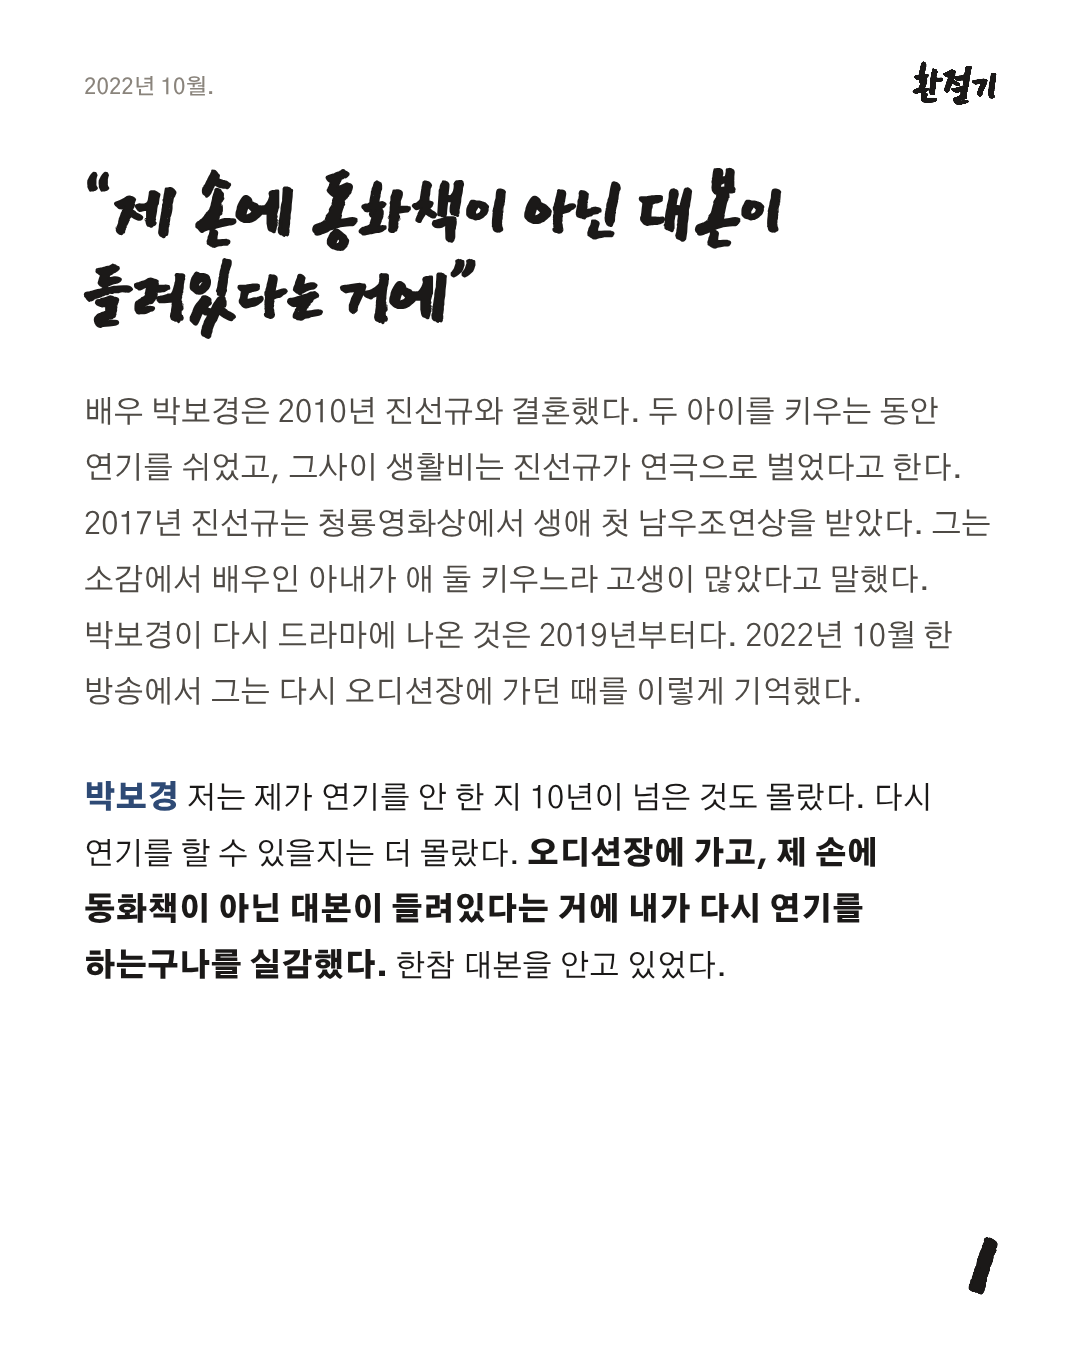 2022년 10월.
환절기
“제 손에 동화책이 아닌 대본이
들려있다는 거에”
배우 박보경은 2010년 진선규와 결혼했다. 두 아이를 키우는 동안
연기를 쉬었고, 그사이 생활비는 진선규가 연극으로 벌었다고 한다.
2017년 진선규는 청룡영화상에서 생애 첫 남우조연상을 받았다. 그는
소감에서 배우인 아내가 애 둘 키우느라 고생이 많았다고 말했다.
박보경이 다시 드라마에 나온 것은 2019년부터다. 2022년 10월 한
방송에서 그는 다시 오디션장에 가던 때를 이렇게 기억했다.
박보경 저는 제가 연기를 안 한 지 10년이 넘은 것도 몰랐다. 다시
연기를 할 수 있을지는 더 몰랐다. 오디션장에 가고, 제 손에
동화책이 아닌 대본이 들려있다는 거에 내가 다시 연기를
하는구나를 실감했다. 한참 대본을 안고 있었다.